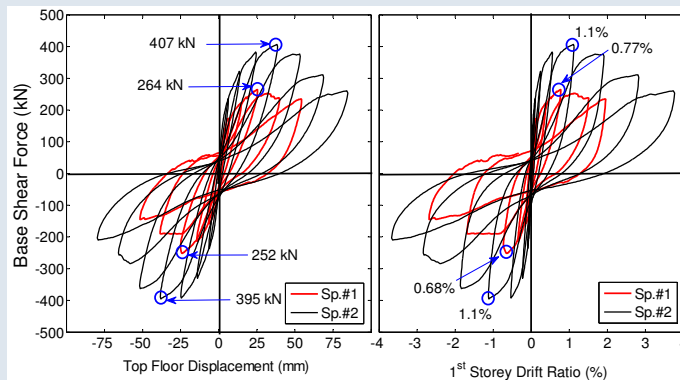 Base Shear Force (kN)
500
400
300
200
100
0
-100
-200
-300
-400
-500
407 kN
264 kN
252 kN
395 kN
Sp.#1
Sp.#2
-75 -50 -25 0 25 50 75
Top Floor Displacement (mm)
1.1%
0.77%
0.68%
1.1%
Sp.#1
Sp.#2
-4 -3 -2 -1 0 1 2 3 4
1st Storey Drift Ratio (%)